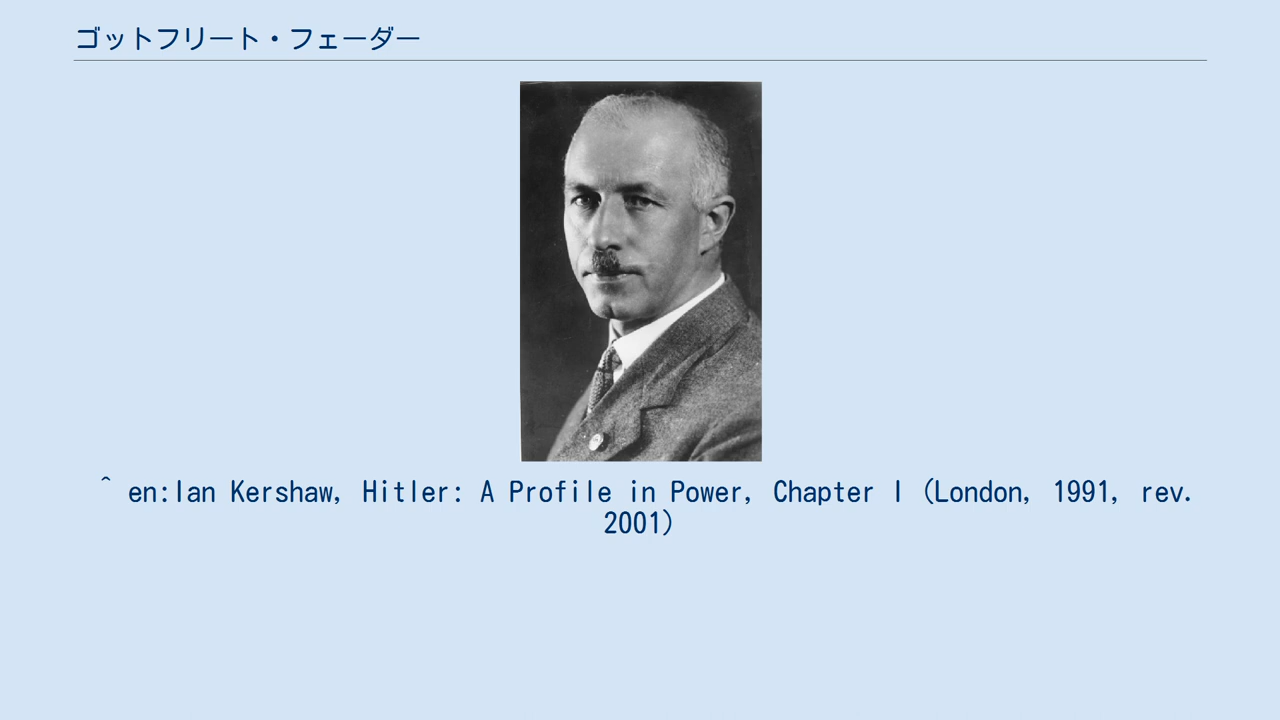 ゴットフリート・フェーダー
^ en:Ian Kershaw, Hitler: A Profile in Power, Chapter I (London, 1991, rev.
2001)